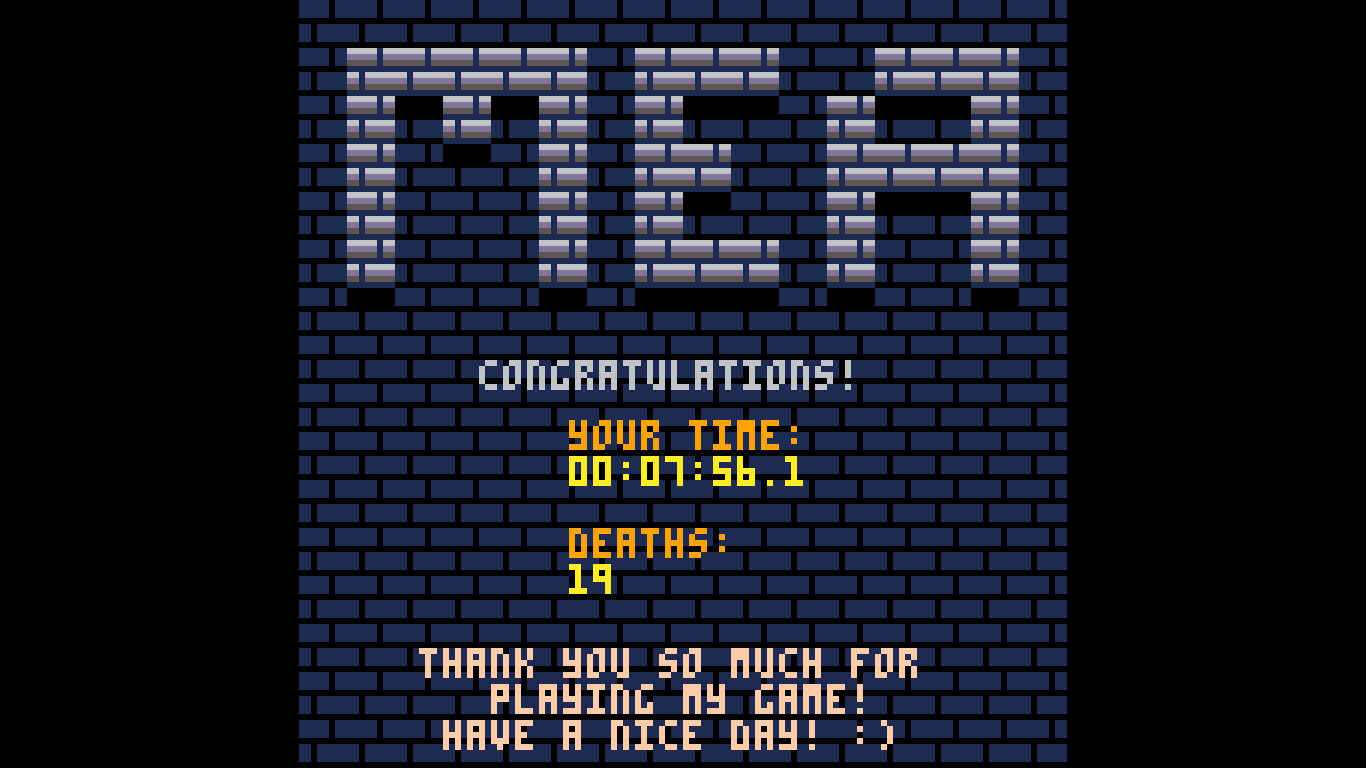 MEA
CONGRATULATIONS!
YOUR TIME:
00:07:56.1
DEATHS:
19
THANK YOU SO MUCH FOR
PLAYING MY GAME!
HAVE A NICE DAY! :)